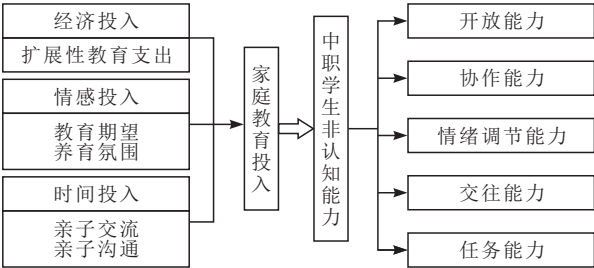 经济投入
扩展性教育支出
情感投入
教育期望
养育氛围
时间投入
亲子交流
亲子沟通
家庭教育投入
中职学生非认知能力
开放能力
协作能力
情绪调节能力
交往能力
任务能力